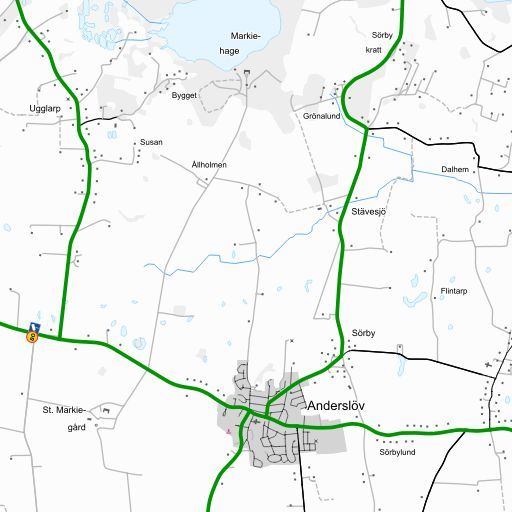 Sörby
kratt
Markie-
hage
Bygget
Ugglarp
Grönalund
Susan
Ållholmen
Dalhem
Stävesjö
Flintarp
Sörby
Anderslöv
St. Markie-
gård
Sörbylund